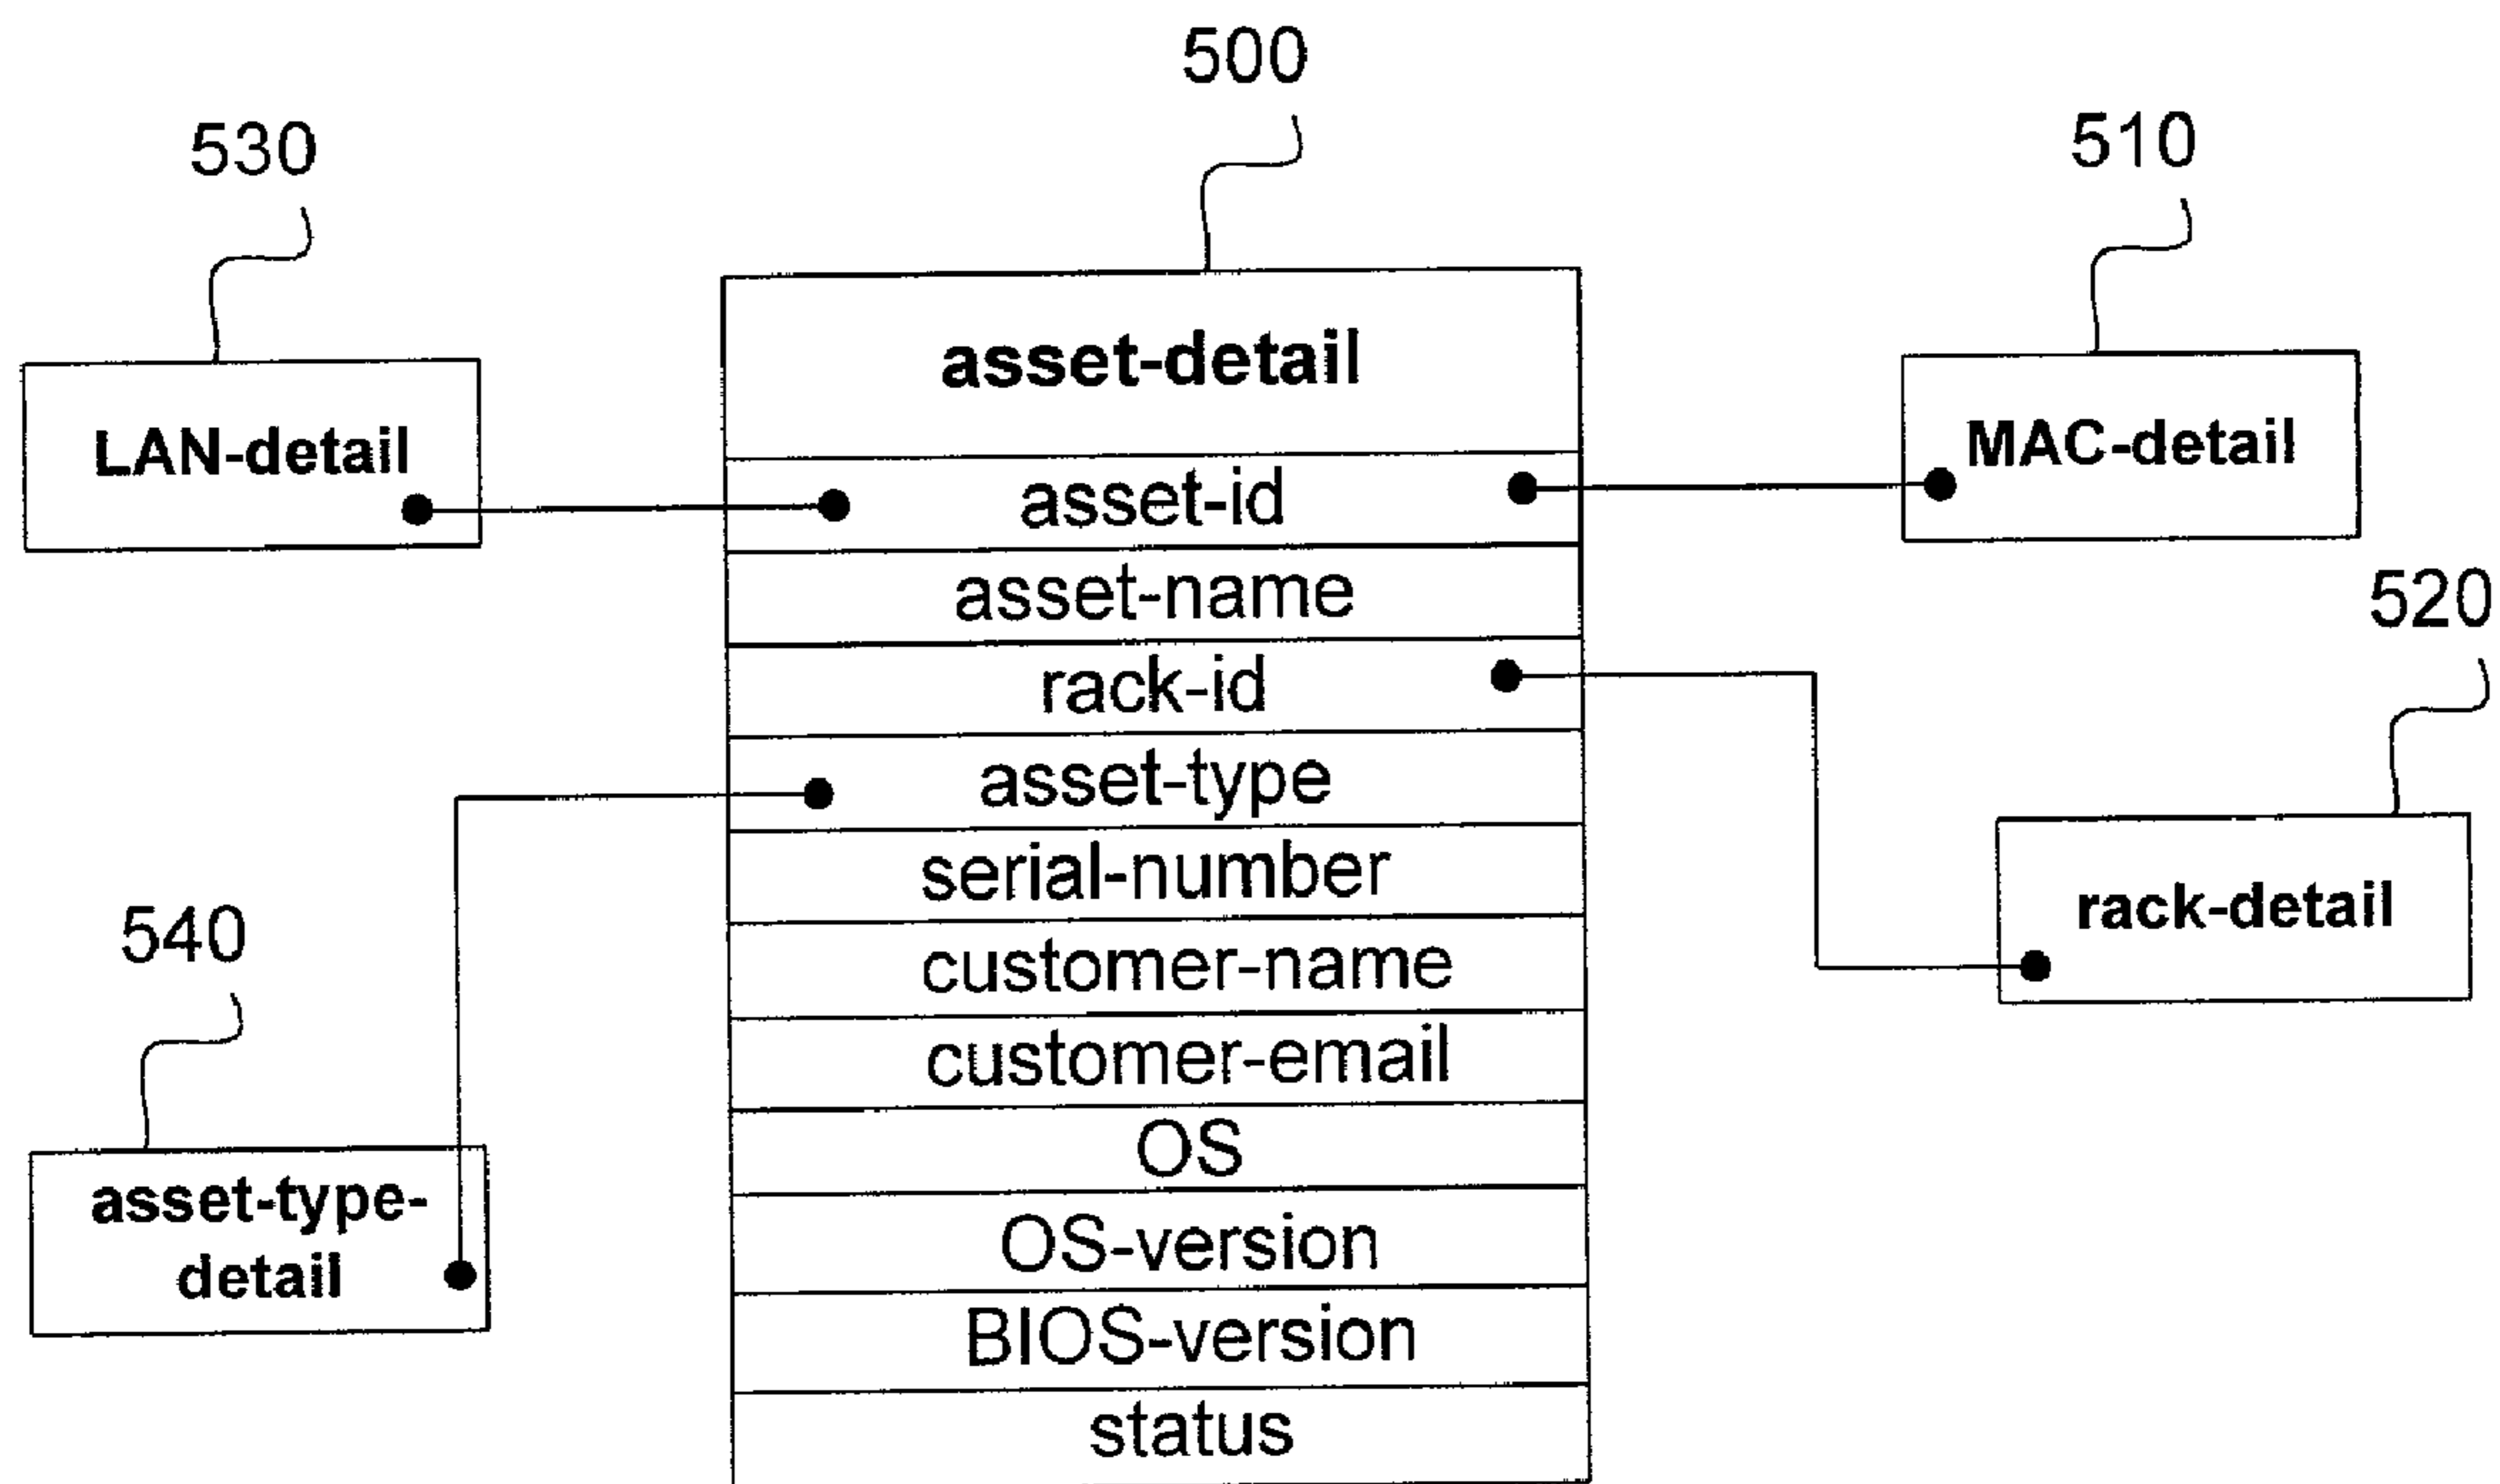 500
530
510
asset-detail
LAN-detail
MAC-detail
asset-id
asset-name
520
rack-id
asset-type
serial-number
rack-detail
540
customer-name
customer-email
OS
asset-type-
detail
OS-version
BIOS-version
status